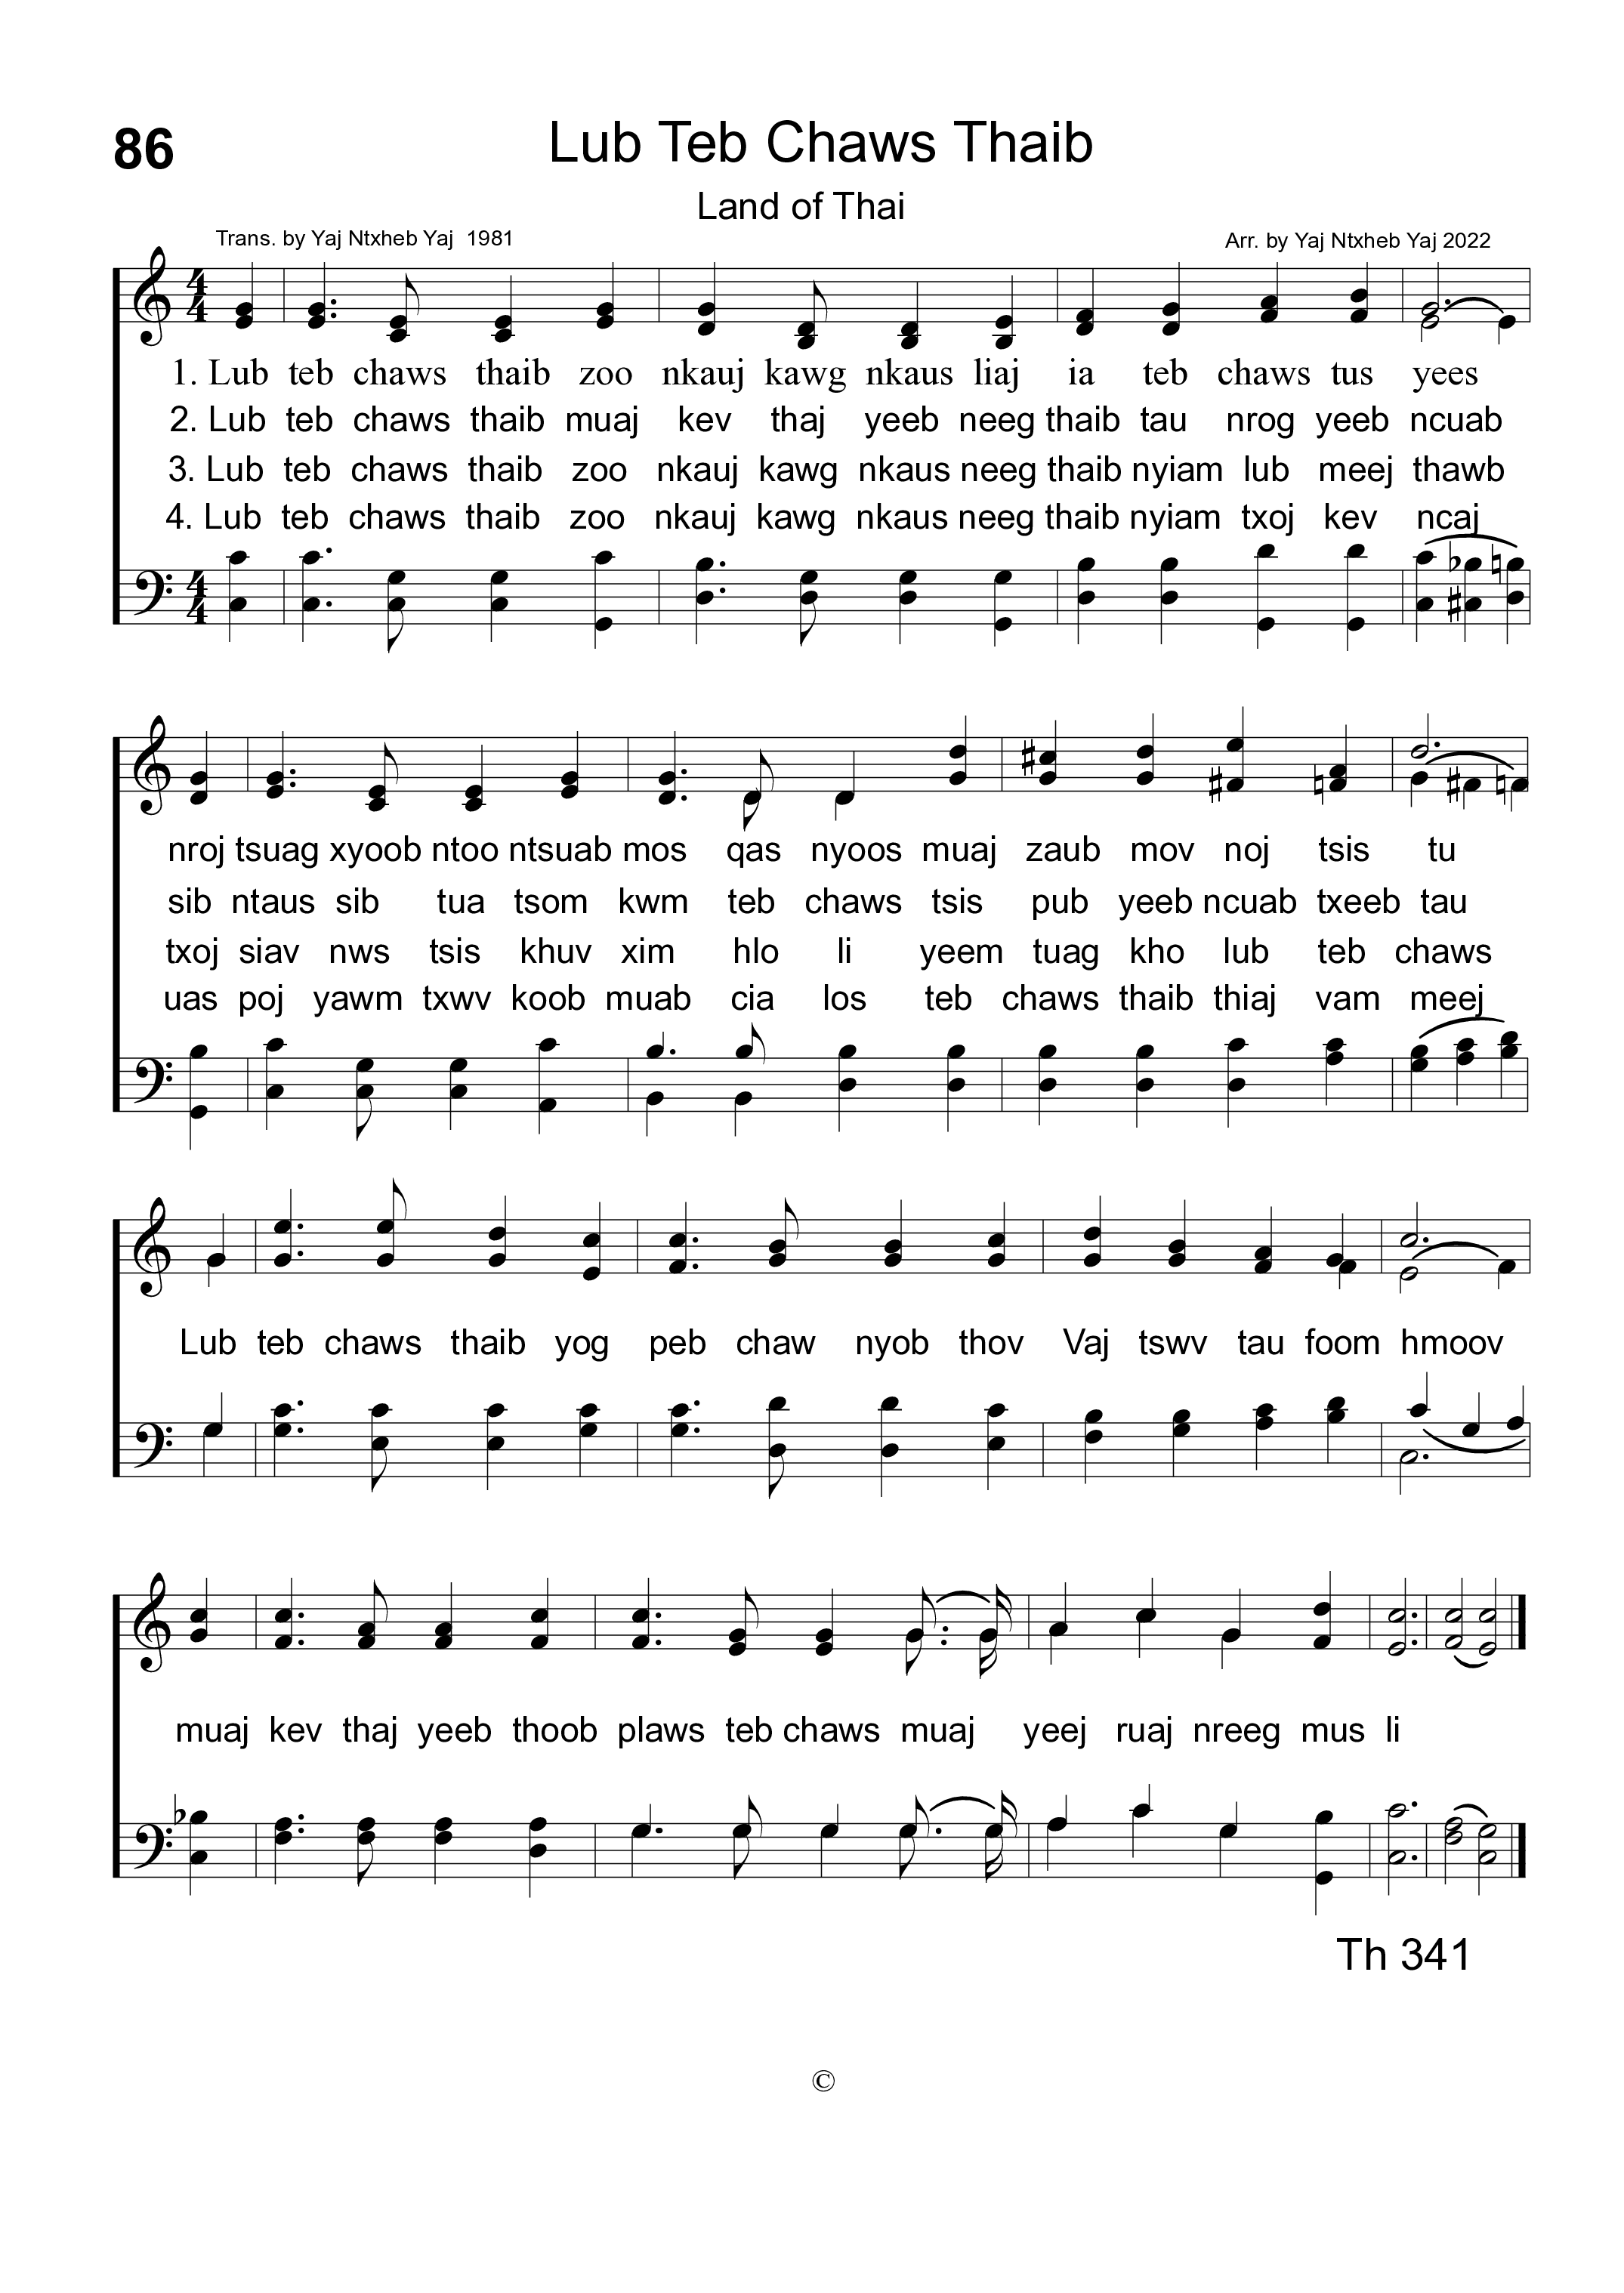 86
Lub Teb Chaws Thaib
Land of Thai
Trans. by Yaj Ntxheb Yaj 1981
Arr. by Yaj Ntxheb Yaj 2022
1. Lub teb chaws thaib zoo nkauj kawg nkaus liaj ia teb chaws tus yees
2. Lub teb chaws thaib muaj kev thaj yeeb neeg thaib tau nrog yeeb ncuab
3. Lub teb chaws thaib zoo nkauj kawg nkaus neeg thaib nyiam lub meej thawb
4. Lub teb chaws thaib zoo nkauj kawg nkaus neeg thaib nyiam txoj kev ncaj
nroj tsuag xyoob ntoo ntsuab mos qas nyoos muaj zaub mov noj tsis tu
sib ntaus sib tua tsom kwm teb chaws tsis pub yeeb ncuab txeeb tau
txoj siav nws tsis khuv xim hlo li yeem tuag kho lub teb chaws
uas poj yawm txwv koob muab cia los teb chaws thaib thiaj vam meej
Lub teb chaws thaib yog peb chaw nyob thov Vaj tswv tau foom hmoov
muaj kev thaj yeeb thoob plaws teb chaws muaj yeej ruaj nreeg mus li
Th 341
©